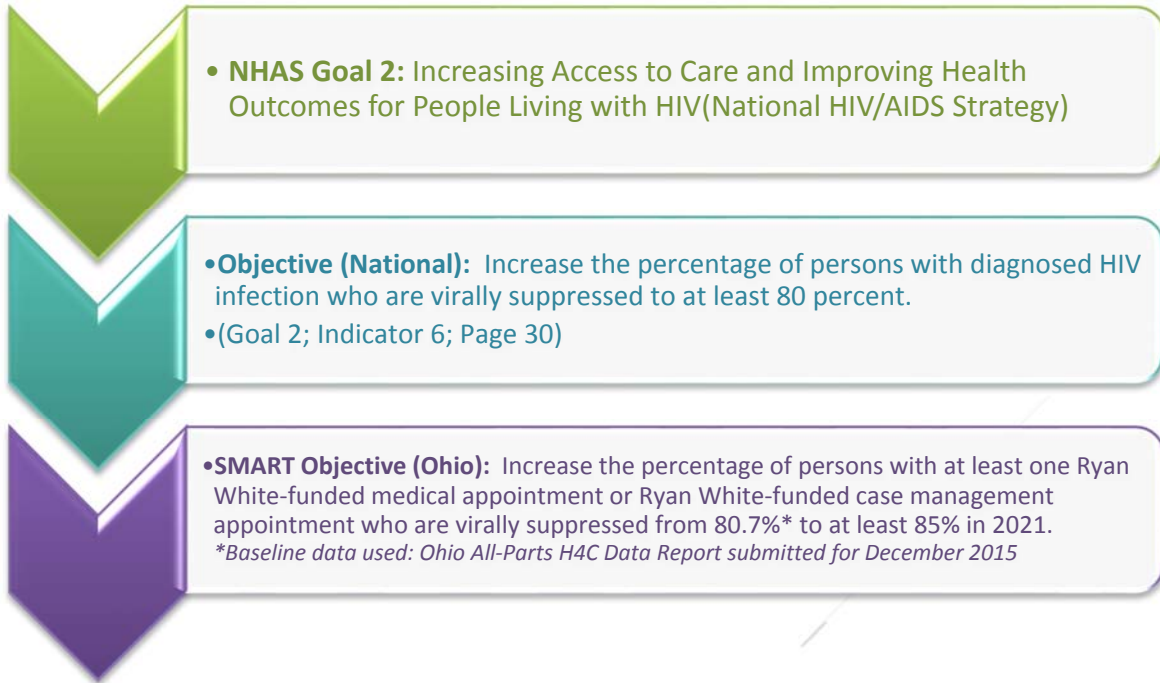 • NHAS Goal 2: Increasing Access to Care and Improving Health
Outcomes for People Living with HIV(National HIV/AIDS Strategy)
•Objective (National): Increase the percentage of persons with diagnosed HIV
infection who are virally suppressed to at least 80 percent.
•(Goal 2; Indicator 6; Page 30)
•SMART Objective (Ohio): Increase the percentage of persons with at least one Ryan
White-funded medical appointment or Ryan White-funded case management
appointment who are virally suppressed from 80.7%* to at least 85% in 2021.
*Baseline data used: Ohio All-Parts H4C Data Report submitted for December 2015